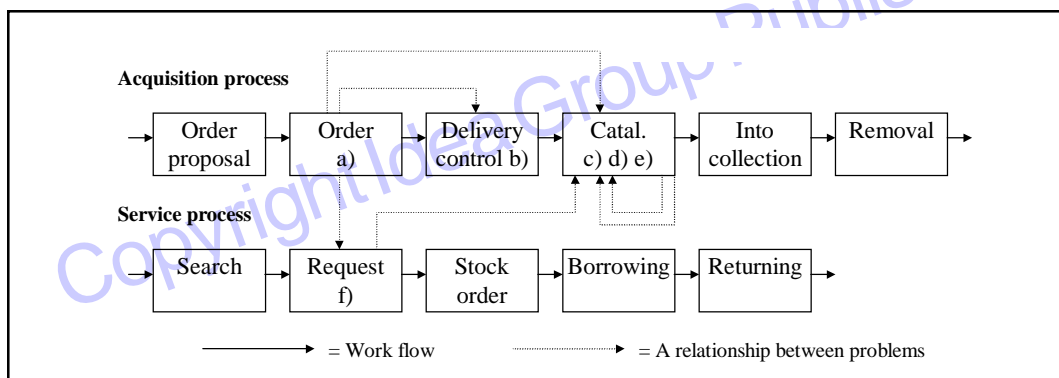 Acquisition process
Order proposal
Order a)
Delivery control b)
Catal. c) d) e)
Into collection
Removal
Service process
Search
Request f)
Stock order
Borrowing
Returning
= Work flow
= A relationship between problems
Copyright Idea Group